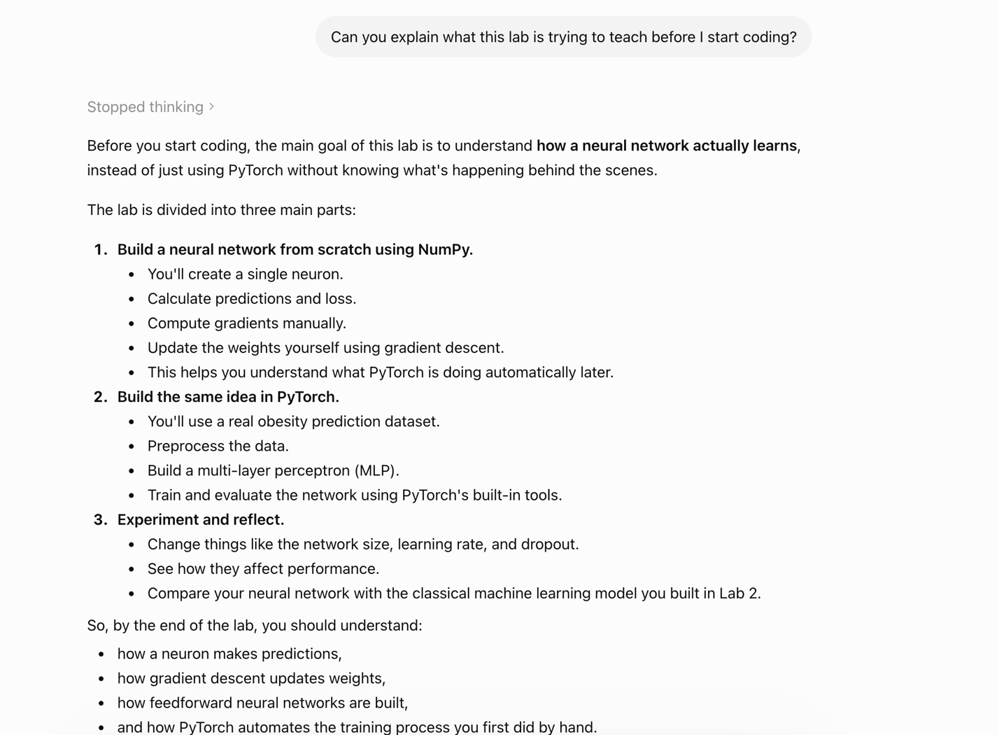 Can you explain what this lab is trying to teach before I start coding?
Stopped thinking >
Before you start coding, the main goal of this lab is to understand how a neural network actually learns,
instead of just using PyTorch without knowing what's happening behind the scenes.
The lab is divided into three main parts:
1. Build a neural network from scratch using NumPy.
• You'll create a single neuron.
• Calculate predictions and loss.
• Compute gradients manually.
• Update the weights yourself using gradient descent.
• This helps you understand what PyTorch is doing automatically later.
2. Build the same idea in PyTorch.
• You'll use a real obesity prediction dataset.
• Preprocess the data.
• Build a multi-layer perceptron (MLP).
• Train and evaluate the network using PyTorch's built-in tools.
3. Experiment and reflect.
• Change things like the network size, learning rate, and dropout.
• See how they affect performance.
• Compare your neural network with the classical machine learning model you built in Lab 2.
So, by the end of the lab, you should understand:
• how a neuron makes predictions,
• how gradient descent updates weights,
• how feedforward neural networks are built,
• and how PyTorch automates the training process you first did by hand.